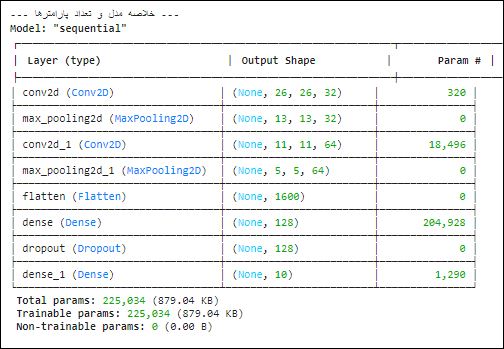 --- خلاصه مدل و تعداد پارامترها ---
Model: "sequential"
Layer (type) | Output Shape | Param # |
conv2d (Conv2D) | (None, 26, 26, 32) | 320
max_pooling2d (MaxPooling2D) | (None, 13, 13, 32) | 0
conv2d_1 (Conv2D) | (None, 11, 11, 64) | 18,496
max_pooling2d_1 (MaxPooling2D) | (None, 5, 5, 64) | 0
flatten (Flatten) | (None, 1600) | 0
dense (Dense) | (None, 128) | 204,928
dropout (Dropout) | (None, 128) | 0
dense_1 (Dense) | (None, 10) | 1,290
Total params: 225,034 (879.04 KB)
Trainable params: 225,034 (879.04 KB)
Non-trainable params: 0 (0.00 B)